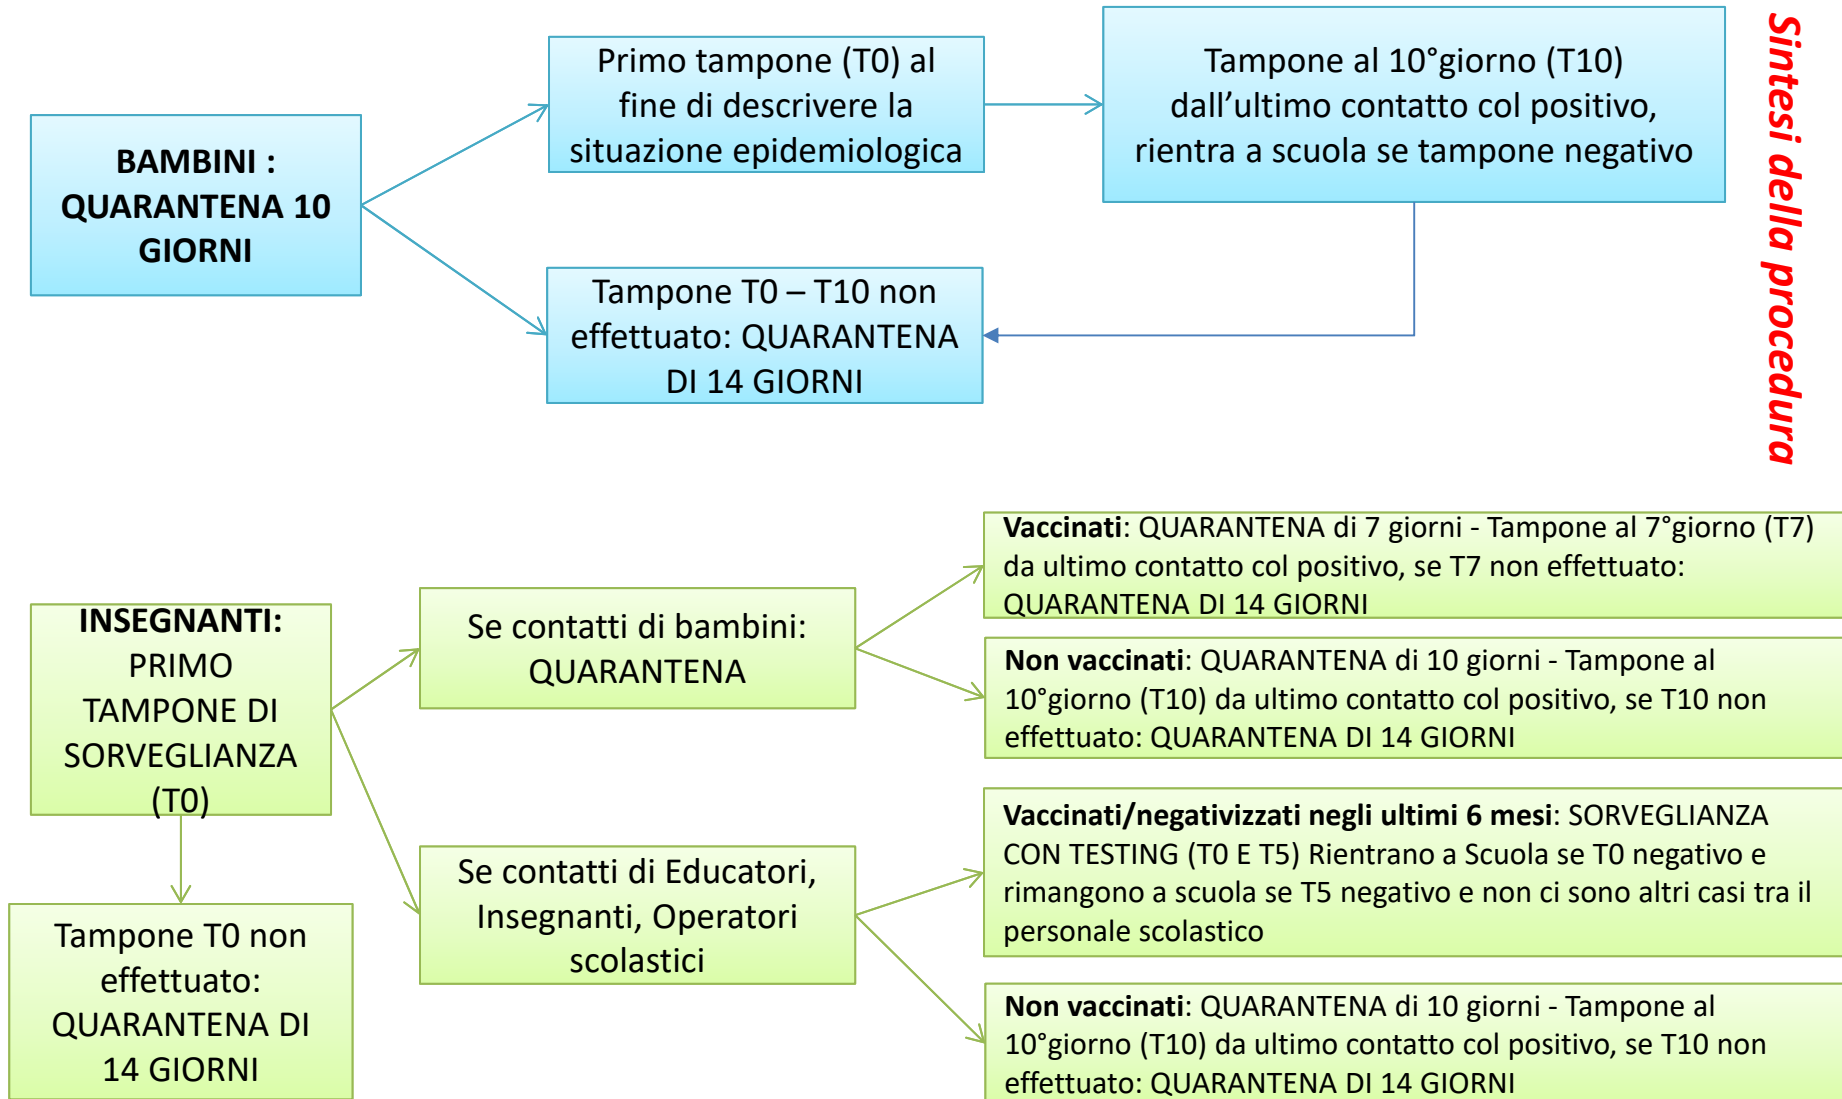 Sintesi della procedura
BAMBINI :
QUARANTENA 10
GIORNI
Primo tampone (T0) al
fine di descrivere la
situazione epidemiologica
Tampone al 10°giorno (T10)
dall’ultimo contatto col positivo,
rientra a scuola se tampone negativo
Tampone T0 – T10 non
effettuato: QUARANTENA
DI 14 GIORNI
INSEGNANTI:
PRIMO
TAMPONE DI
SORVEGLIANZA
(T0)
Tampone T0 non
effettuato:
QUARANTENA DI
14 GIORNI
Se contatti di bambini:
QUARANTENA
Vaccinati: QUARANTENA di 7 giorni - Tampone al 7°giorno (T7)
da ultimo contatto col positivo, se T7 non effettuato:
QUARANTENA DI 14 GIORNI
Non vaccinati: QUARANTENA di 10 giorni - Tampone al
10°giorno (T10) da ultimo contatto col positivo, se T10 non
effettuato: QUARANTENA DI 14 GIORNI
Se contatti di Educatori,
Insegnanti, Operatori
scolastici
Vaccinati/negativizzati negli ultimi 6 mesi: SORVEGLIANZA
CON TESTING (T0 E T5) Rientrano a Scuola se T0 negativo e
rimangono a scuola se T5 negativo e non ci sono altri casi tra il
personale scolastico
Non vaccinati: QUARANTENA di 10 giorni - Tampone al
10°giorno (T10) da ultimo contatto col positivo, se T10 non
effettuato: QUARANTENA DI 14 GIORNI